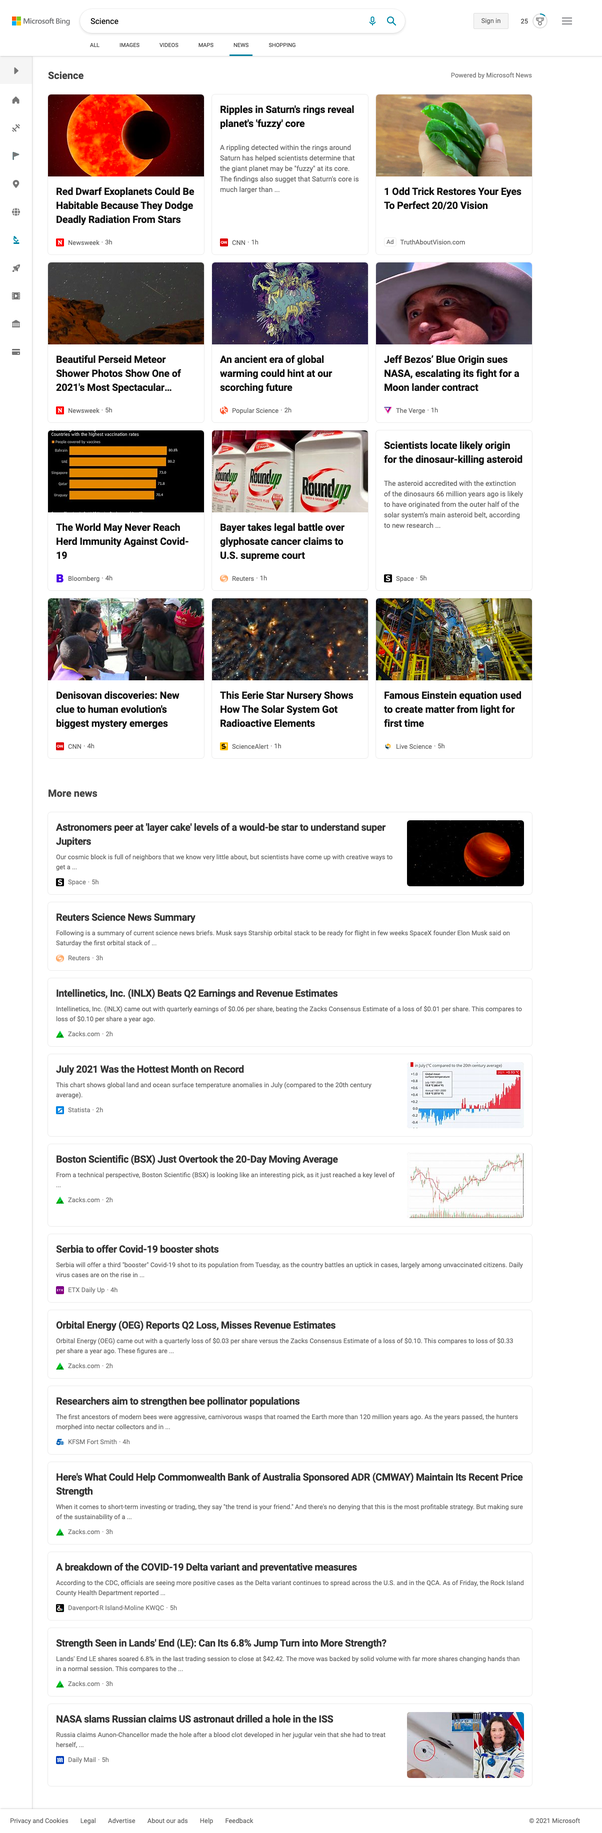 Microsoft Bing
Science
Sign in
25
ALL
IMAGES
VIDEOS
MAPS
NEWS
SHOPPING
Science
Powered by Microsoft News
Red Dwarf Exoplanets Could Be
Habitable Because They Dodge
Deadly Radiation From Stars
Newsweek · 3h
Ripples in Saturn's rings reveal
planet's 'fuzzy' core
A rippling detected within the rings around
Saturn has helped scientists determine that
the giant planet may be "fuzzy" at its core.
The findings also suggest that Saturn's core is
much larger than ...
CNN · 1h
1 Odd Trick Restores Your Eyes
To Perfect 20/20 Vision
Ad TruthAboutVision.com
Beautiful Perseid Meteor
Shower Photos Show One of
2021's Most Spectacular...
Newsweek · 5h
An ancient era of global
warming could hint at our
scorching future
Popular Science · 2h
Jeff Bezos' Blue Origin sues
NASA, escalating its fight for a
Moon lander contract
The Verge · 1h
Countries with the highest vaccination rates
People covered by vaccines
Bahrain
UAE
Singapore
Qatar
Uruguay
The World May Never Reach
Herd Immunity Against Covid-
19
Bloomberg · 4h
Roundup
Roundup
Roundup
Bayer takes legal battle over
glyphosate cancer claims to
U.S. supreme court
Reuters · 1h
Scientists locate likely origin
for the dinosaur-killing asteroid
The asteroid accredited with the extinction
of the dinosaurs 66 million years ago is likely
to have originated from the outer half of the
solar system's main asteroid belt, according
to new research ...
Space · 5h
Denisovan discoveries: New
clue to human evolution's
biggest mystery emerges
CNN · 4h
This Eerie Star Nursery Shows
How The Solar System Got
Radioactive Elements
ScienceAlert · 1h
Famous Einstein equation used
to create matter from light for
first time
Live Science · 5h
More news
Astronomers peer at 'layer cake' levels of a would-be star to understand super
Jupiters
Our cosmic block is full of neighbors that we know very little about, but scientists have come up with creative ways to
get a ...
Space · 5h
Reuters Science News Summary
Following is a summary of current science news briefs. Musk says Starship orbital stack to be ready for flight in few weeks SpaceX founder Elon Musk said on
Saturday the first orbital stack of ...
Reuters · 3h
Intellinetics, Inc. (INLX) Beats Q2 Earnings and Revenue Estimates
Intellinetics, Inc. (INLX) came out with quarterly earnings of $0.06 per share, beating the Zacks Consensus Estimate of a loss of $0.01 per share. This compares to
loss of $0.10 per share a year ago.
Zacks.com · 2h
July 2021 Was the Hottest Month on Record
This chart shows global land and ocean surface temperature anomalies in July (compared to the 20th century
average).
Statista · 2h
in July (°C compared to the 20th century average)
Boston Scientific (BSX) Just Overtook the 20-Day Moving Average
From a technical perspective, Boston Scientific (BSX) is looking like an interesting pick, as it just reached a key level of
...
Zacks.com · 2h
Serbia to offer Covid-19 booster shots
Serbia will offer a third "booster" Covid-19 shot to its population from Tuesday, as the country battles an uptick in cases, largely among unvaccinated citizens. Daily
virus cases are on the rise in ...
ETX Daily Up · 4h
Orbital Energy (OEG) Reports Q2 Loss, Misses Revenue Estimates
Orbital Energy (OEG) came out with a quarterly loss of $0.03 per share versus the Zacks Consensus Estimate of a loss of $0.10. This compares to loss of $0.33
per share a year ago. These figures are ...
Zacks.com · 2h
Researchers aim to strengthen bee pollinator populations
The first ancestors of modern bees were aggressive, carnivorous wasps that roamed the Earth more than 120 million years ago. As the years passed, the hunters
morphed into nectar collectors and in ...
KFSM Fort Smith · 4h
Here's What Could Help Commonwealth Bank of Australia Sponsored ADR (CMWAY) Maintain Its Recent Price
Strength
When it comes to short-term investing or trading, they say "the trend is your friend." And there's no denying that this is the most profitable strategy. But making sure
of the sustainability of a ...
Zacks.com · 3h
A breakdown of the COVID-19 Delta variant and preventative measures
According to the CDC, officials are seeing more positive cases as the Delta variant continues to spread across the U.S. and in the QCA. As of Friday, the Rock Island
County Health Department reported ...
Davenport-R Island-Moline KWQC · 5h
Strength Seen in Lands' End (LE): Can Its 6.8% Jump Turn into More Strength?
Lands' End LE shares soared 6.8% in the last trading session to close at $42.42. The move was backed by solid volume with far more shares changing hands than
in a normal session. This compares to the ...
Zacks.com · 3h
NASA slams Russian claims US astronaut drilled a hole in the ISS
Russia claims Aunon-Chancellor made the hole after a blood clot developed in her jugular vein that she had to treat
herself, ...
Daily Mail · 5h
Privacy and Cookies
Legal
Advertise
About our ads
Help
Feedback
© 2021 Microsoft